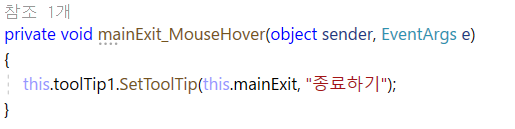 참조 1개
private void mainExit_MouseHover(object sender, EventArgs e)
{
this.toolTip1.SetToolTip(this.mainExit, "종료하기");
}